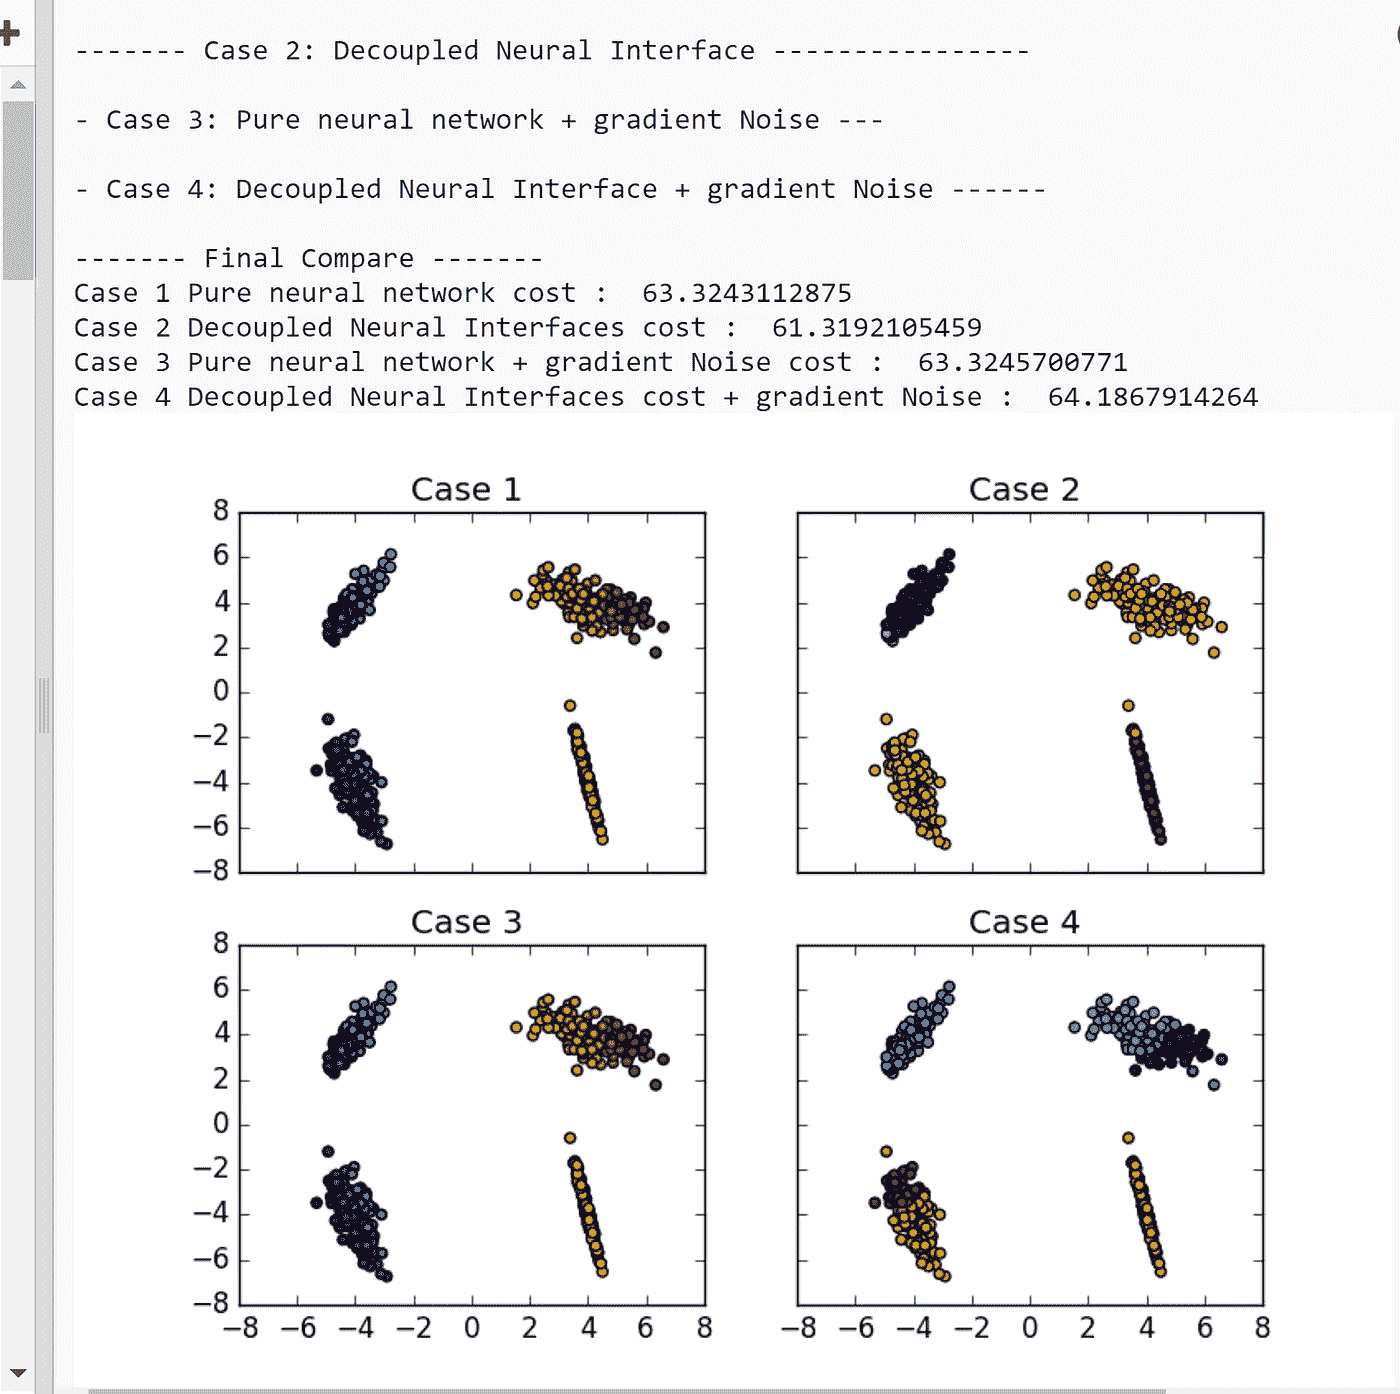 ------- Case 2: Decoupled Neural Interface ----------------
- Case 3: Pure neural network + gradient Noise ---
- Case 4: Decoupled Neural Interface + gradient Noise ------
------- Final Compare -------
Case 1 Pure neural network cost :  63.3243112875
Case 2 Decoupled Neural Interfaces cost :  61.3192105459
Case 3 Pure neural network + gradient Noise cost :  63.3245700771
Case 4 Decoupled Neural Interfaces cost + gradient Noise :  64.1867914264
Case 1 Case 2
8
6
4
2
0
−2
−4
−6
−8
Case 3 Case 4
8
6
4
2
0
−2
−4
−6
−8
−8 −6 −4 −2 0 2 4 6 8 −8 −6 −4 −2 0 2 4 6 8